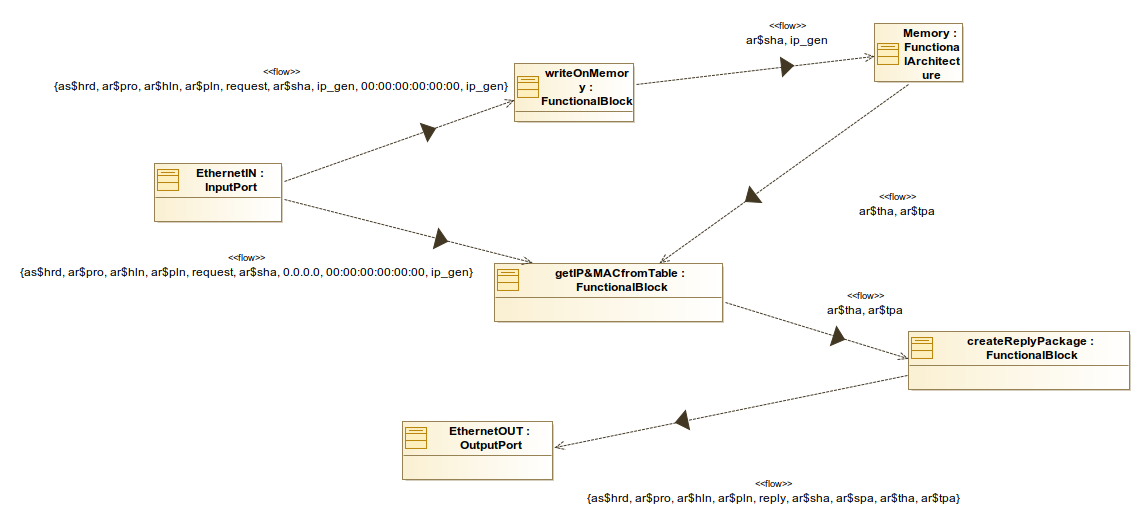 <<flow>>
ar$sha, ip_gen
Memory :
Functiona
lArchitect
ure
<<flow>>
{as$hrd, ar$pro, ar$hln, ar$pln, request, ar$sha, ip_gen, 00:00:00:00:00:00, ip_gen}
writeOnMemor
y :
FunctionalBlock
EthernetIN :
InputPort
<<flow>>
ar$tha, ar$tpa
<<flow>>
{as$hrd, ar$pro, ar$hln, ar$pln, request, ar$sha, 0.0.0.0, 00:00:00:00:00:00, ip_gen}
getIP&MACfromTable :
FunctionalBlock
<<flow>>
ar$tha, ar$tpa
createReplyPackage :
FunctionalBlock
EthernetOUT :
OutputPort
<<flow>>
{as$hrd, ar$pro, ar$hln, ar$pln, reply, ar$sha, ar$spa, ar$tha, ar$tpa}